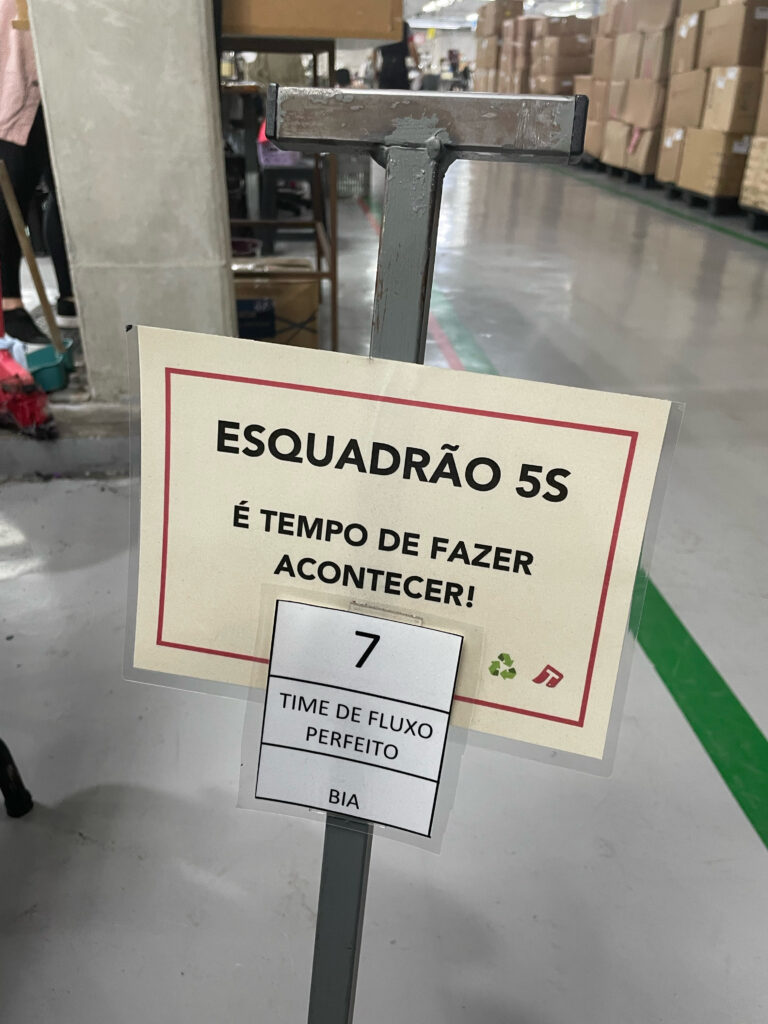 ESQUADRÃO 5S
É TEMPO DE FAZER
ACONTECER!
7
TIME DE FLUXO
PERFEITO
BIA